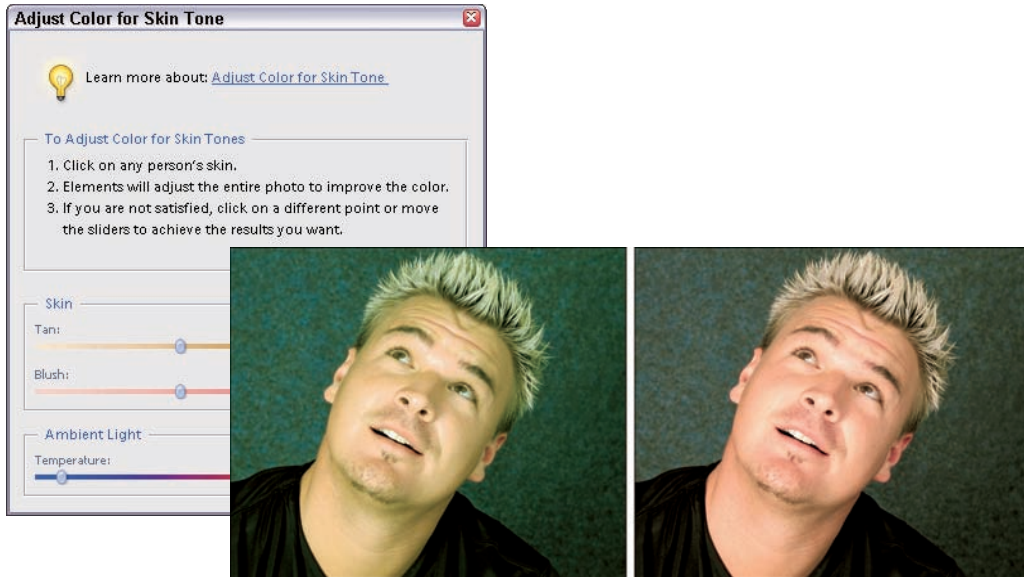 Adjust Color for Skin Tone
Learn more about: Adjust Color for Skin Tone
To Adjust Color for Skin Tones
1. Click on any person's skin.
2. Elements will adjust the entire photo to improve the color.
3. If you are not satisfied, click on a different point or move
the sliders to achieve the results you want.
Skin
Tan:
Blush:
Ambient Light
Temperature: